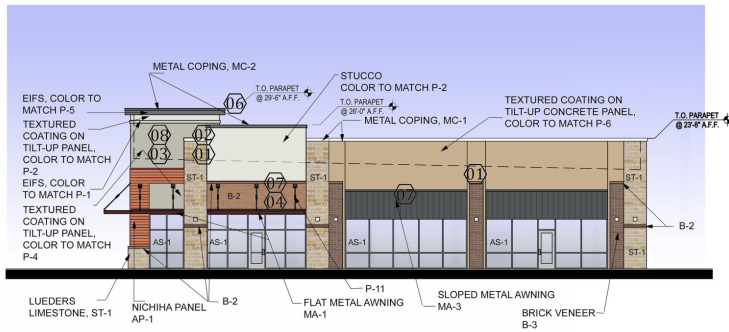 METAL COPING, MC-2
EIFS, COLOR TO
MATCH P-5
TEXTURED
COATING ON
TILT-UP PANEL,
COLOR TO MATCH
P-2
EIFS, COLOR
TO MATCH P-1
TEXTURED
COATING ON
TILT-UP PANEL,
COLOR TO MATCH
P-4
06
T.O. PARAPET
@ 29'-6" A.F.F.
STUCCO
COLOR TO MATCH P-2
T.O. PARAPET
@ 26'-0" A.F.F.
METAL COPING, MC-1
TEXTURED COATING ON
TILT-UP CONCRETE PANEL,
COLOR TO MATCH P-6
T.O. PARAPET
@ 23'-6" A.F.F.
08
02
03
01
ST-1
ST-1
ST-1
01
07
B-2
04
07
B-2
AS-1
AS-1
AS-1
AS-1
ST-1
LUEDERS
LIMESTONE, ST-1
NICHIHA PANEL
AP-1
B-2
P-11
FLAT METAL AWNING
MA-1
SLOPED METAL AWNING
MA-3
BRICK VENEER
B-3